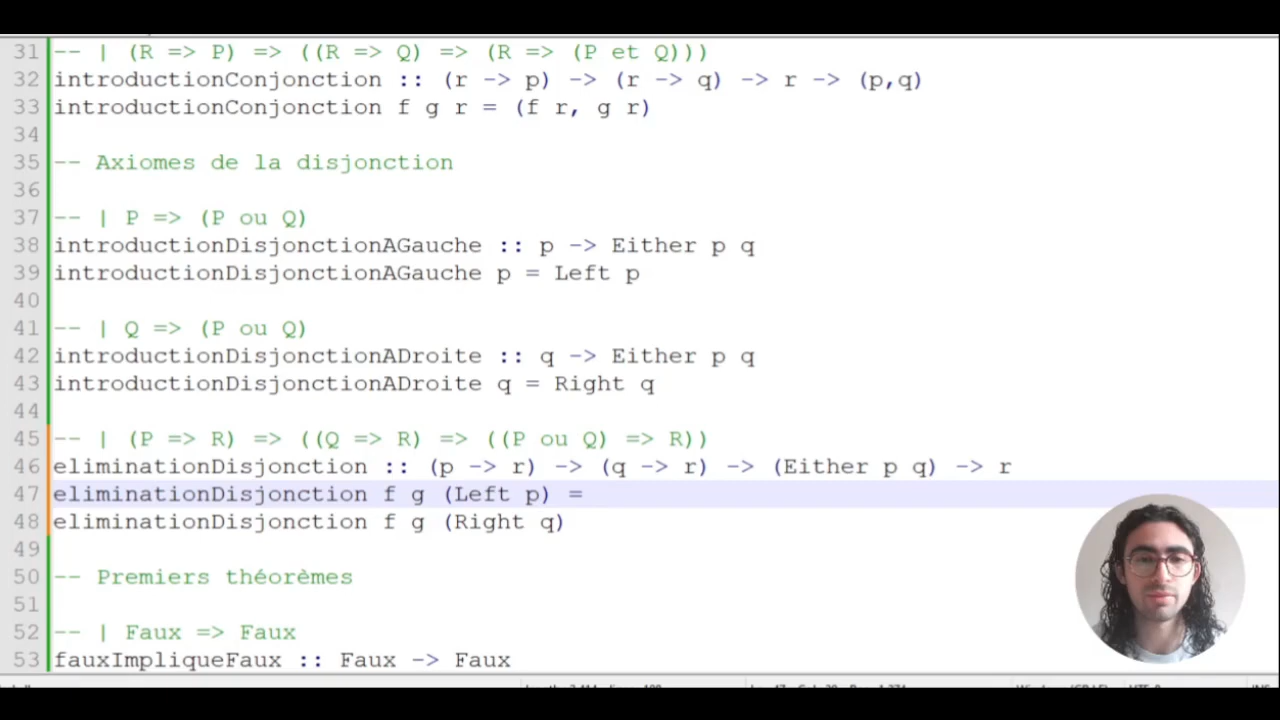 31 -- | (R => P) => ((R => Q) => (R => (P et Q)))
32 introductionConjonction :: (r -> p) -> (r -> q) -> r -> (p,q)
33 introductionConjonction f g r = (f r, g r)
34
35 -- Axiomes de la disjonction
36
37 -- | P => (P ou Q)
38 introductionDisjonctionAGauche :: p -> Either p q
39 introductionDisjonctionAGauche p = Left p
40
41 -- | Q => (P ou Q)
42 introductionDisjonctionADroite :: q -> Either p q
43 introductionDisjonctionADroite q = Right q
44
45 -- | (P => R) => ((Q => R) => ((P ou Q) => R))
46 eliminationDisjonction :: (p -> r) -> (q -> r) -> (Either p q) -> r
47 eliminationDisjonction f g (Left p) =
48 eliminationDisjonction f g (Right q)
49
50 -- Premiers théorèmes
51
52 -- | Faux => Faux
53 fauxImpliqueFaux :: Faux -> Faux